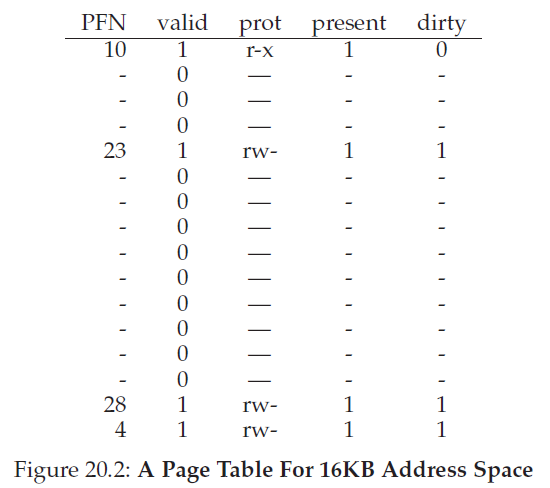 PFN valid prot present dirty
10 1 r-x 1 0
- 0 — - -
- 0 — - -
- 0 — - -
23 1 rw- 1 1
- 0 — - -
- 0 — - -
- 0 — - -
- 0 — - -
- 0 — - -
- 0 — - -
- 0 — - -
- 0 — - -
- 0 — - -
28 1 rw- 1 1
4 1 rw- 1 1
Figure 20.2: A Page Table For 16KB Address Space